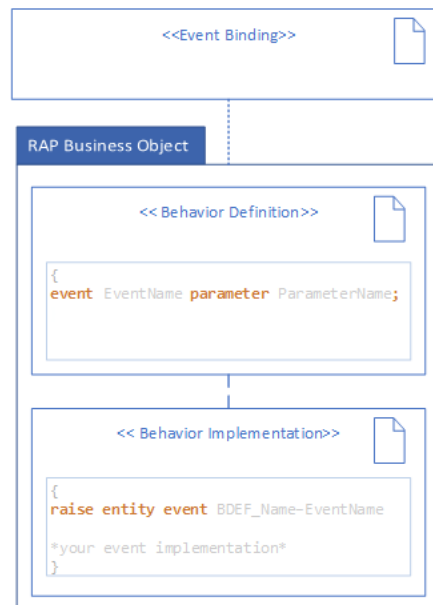 <<Event Binding>>
RAP Business Object
<< Behavior Definition>>
{
event EventName parameter ParameterName;
<< Behavior Implementation>>
{
raise entity event BDEF_Name-EventName
*your event implementation*
}